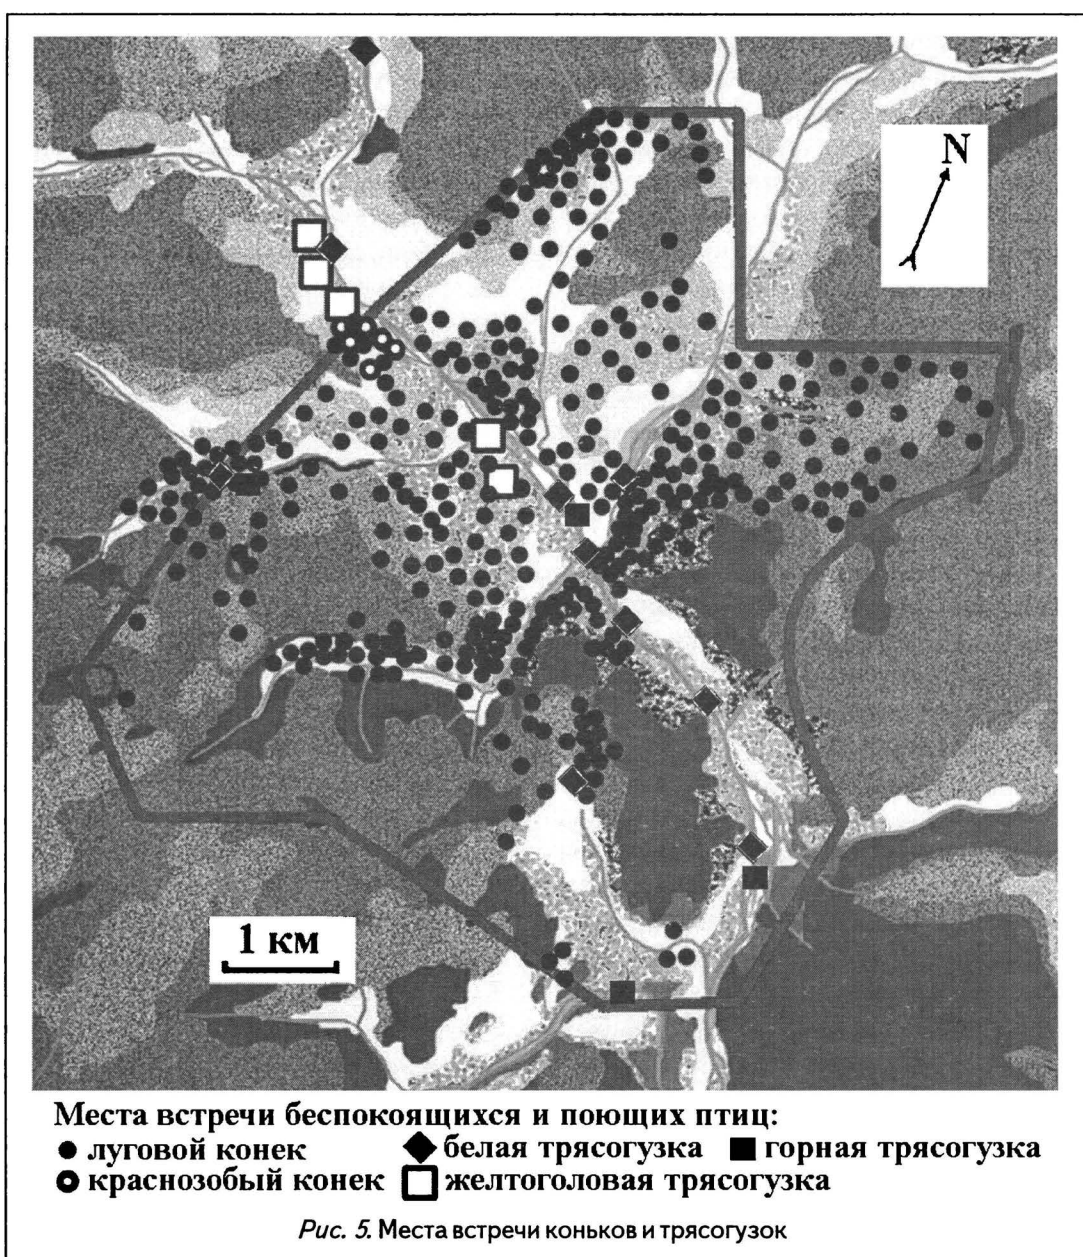 N
1 км
Места встречи беспокоящихся и поющих птиц:
луговой конек белая трясогузка горная трясогузка
краснозобый конек желтоголовая трясогузка
Рис. 5. Места встречи коньков и трясогузок